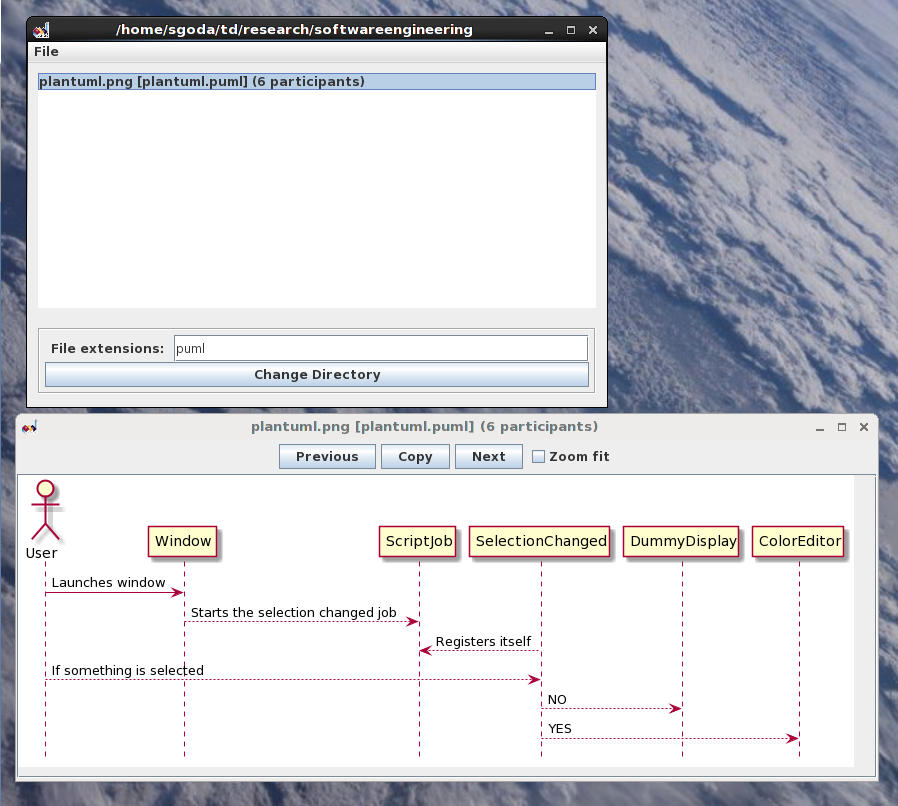 /home/sgoda/td/research/softwareengineering
File
plantuml.png [plantuml.puml] (6 participants)
File extensions: puml
Change Directory
plantuml.png [plantuml.puml] (6 participants)
Previous Copy Next Zoom fit
User
Window ScriptJob SelectionChanged DummyDisplay ColorEditor
Launches window
Starts the selection changed job
Registers itself
If something is selected
NO
YES